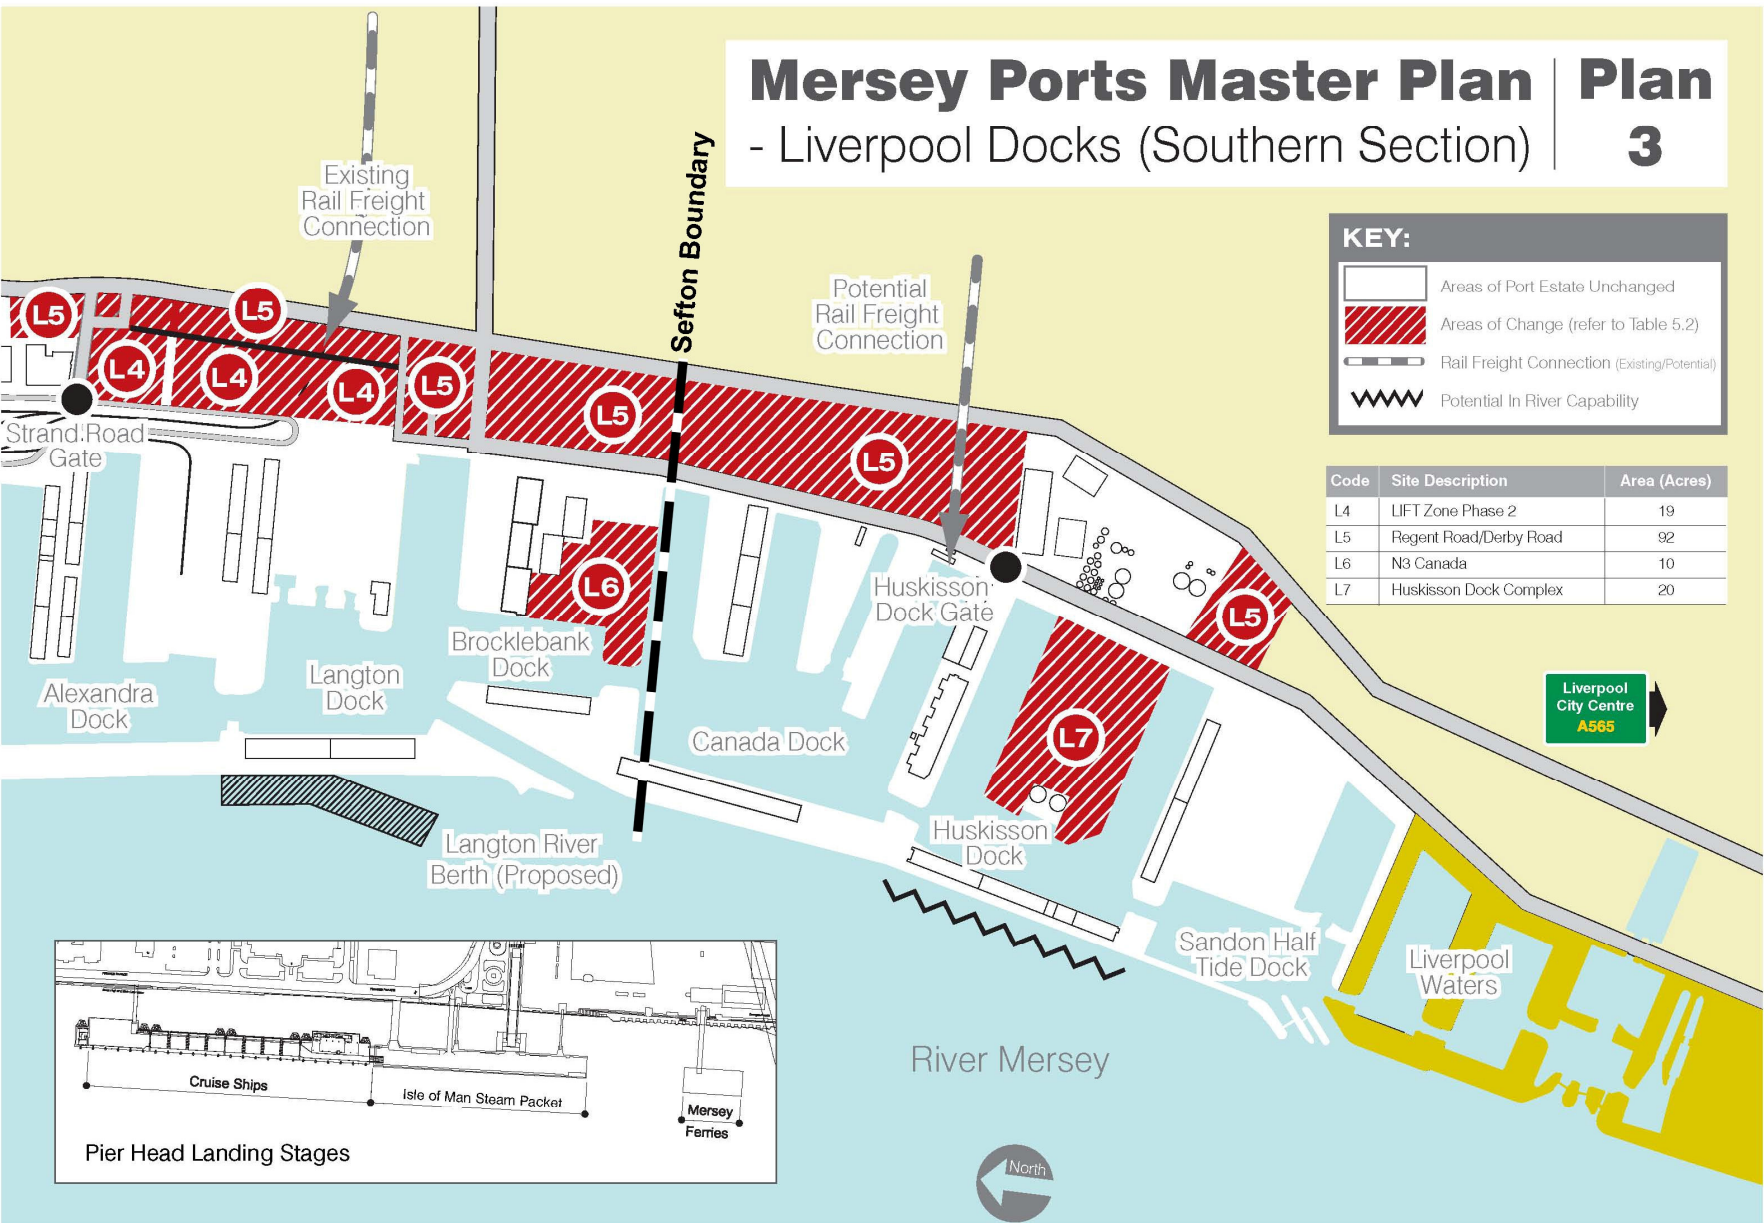 Mersey Ports Master Plan
- Liverpool Docks (Southern Section)
Plan
3
KEY:
Areas of Port Estate Unchanged
Areas of Change (refer to Table 5.2)
Rail Freight Connection (Existing/Potential)
Potential In River Capability
Code Site Description Area (Acres)
L4 LIFT Zone Phase 2 19
L5 Regent Road/Derby Road 92
L6 N3 Canada 10
L7 Huskisson Dock Complex 20
Existing
Rail Freight
Connection
Sefton Boundary
Potential
Rail Freight
Connection
L5
L5
L4
L4
L4
L5
L5
L5
L5
L6
L7
Strand Road
Gate
Huskisson
Dock Gate
Liverpool
City Centre
A565
Alexandra
Dock
Langton
Dock
Brocklebank
Dock
Canada Dock
Huskisson
Dock
Langton River
Berth (Proposed)
Sandon Half
Tide Dock
Liverpool
Waters
River Mersey
North
Cruise Ships
Isle of Man Steam Packet
Mersey
Ferries
Pier Head Landing Stages